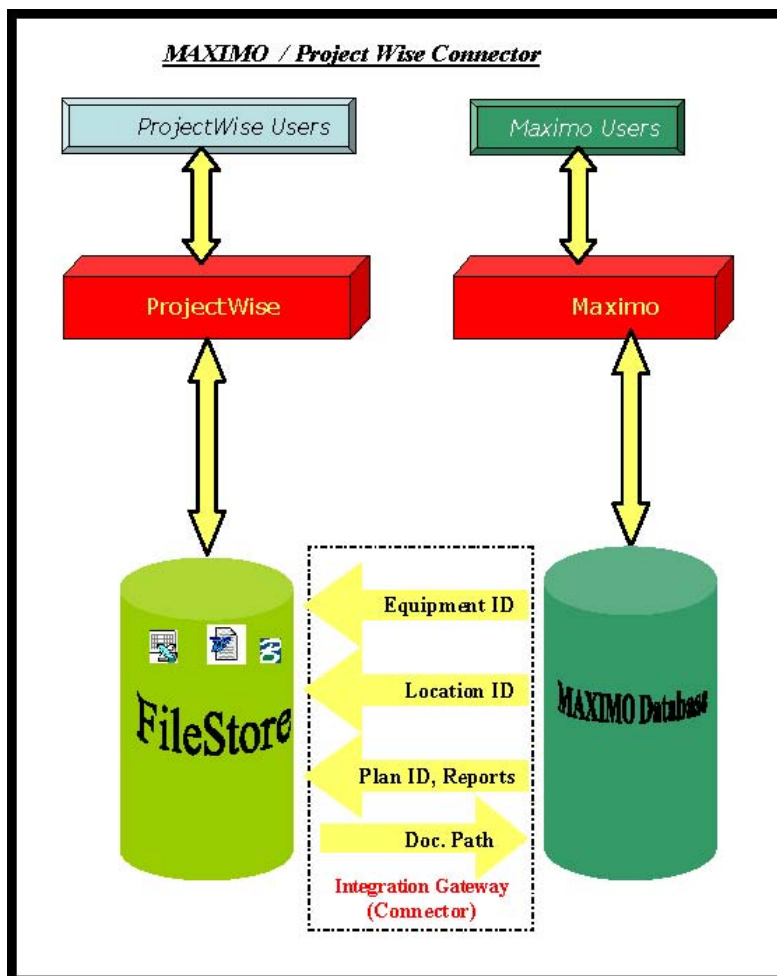 MAXIMO / Project Wise Connector
ProjectWise Users
Maximo Users
ProjectWise
Maximo
Equipment ID
Location ID
Plan ID, Reports
Doc. Path
FileStore
MAXIMO Database
Integration Gateway
(Connector)